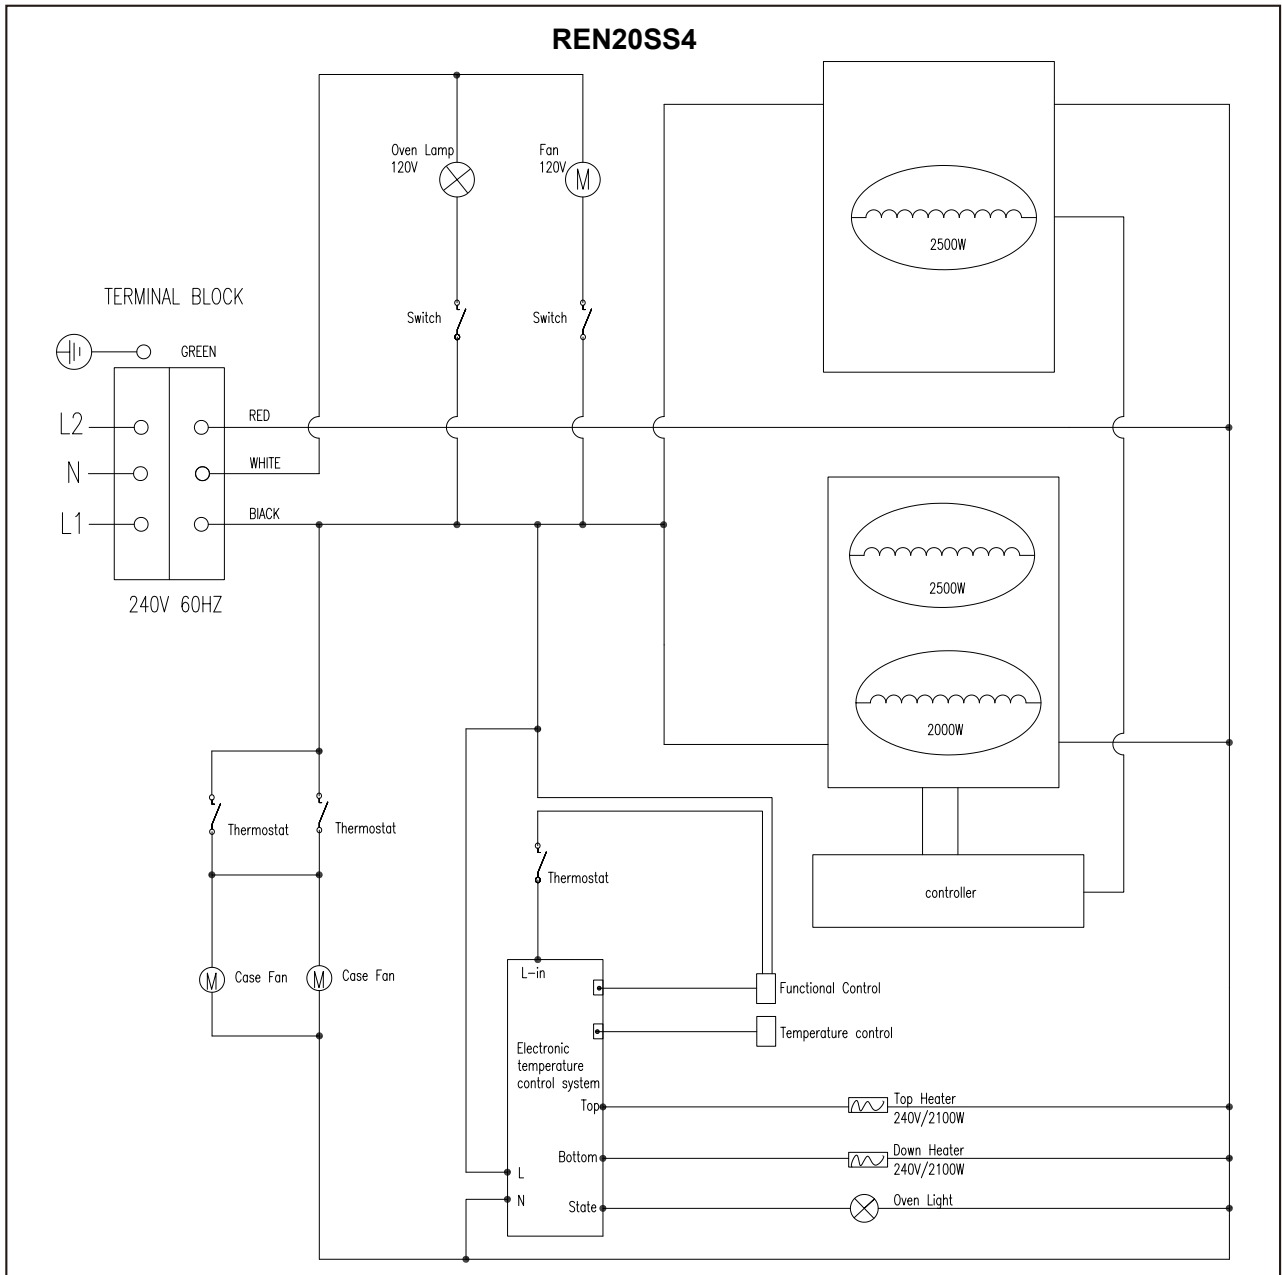 REN20SS4
Oven Lamp
120V
Fan
120V
M
2500W
TERMINAL BLOCK
Switch
Switch
GREEN
L2
RED
N
WHITE
L1
BIACK
2500W
240V 60HZ
2000W
Thermostat
Thermostat
Thermostat
controller
M
Case Fan
M
Case Fan
L-in
Functional Control
Temperature control
Electronic
temperature
control system
Top
Top Heater
240V/2100W
Bottom
Down Heater
240V/2100W
L
N
State
Oven Light